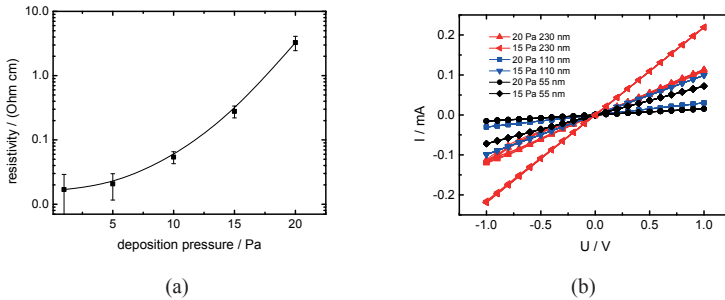 resistivity / (Ohm cm)
10.0
1.0
0.1
0.0
5
10
15
20
deposition pressure / Pa
(a)
I / mA
0.2
0.1
0.0
-0.1
-0.2
20 Pa 230 nm
15 Pa 230 nm
20 Pa 110 nm
15 Pa 110 nm
20 Pa 55 nm
15 Pa 55 nm
-1.0
-0.5
0.0
0.5
1.0
U / V
(b)